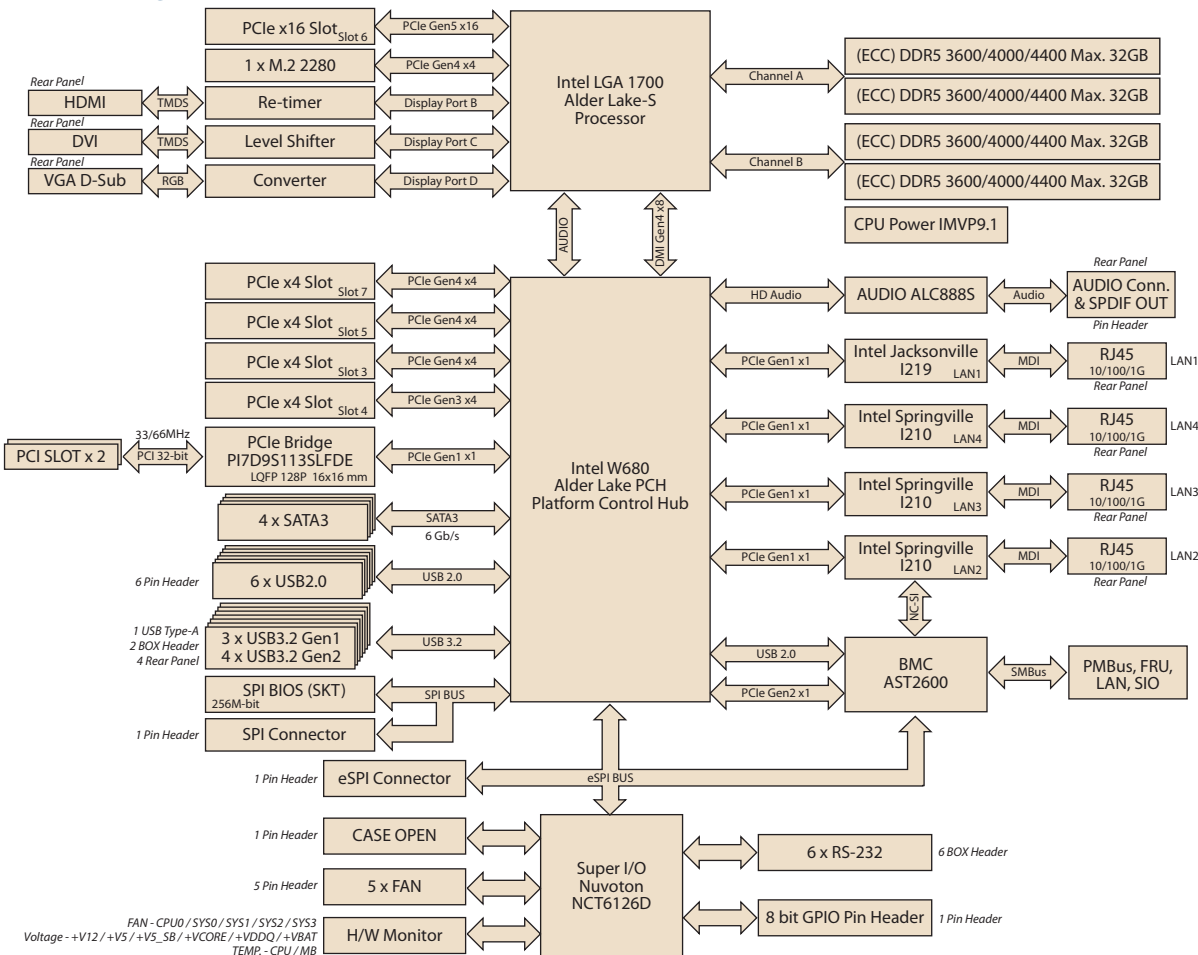 PCIe x16 Slot
Slot 6
PCIe Gen5 x16
1 x M.2 2280
PCIe Gen4 x4
Rear Panel
HDMI
TMDS
Re-timer
Display Port B
Rear Panel
DVI
TMDS
Level Shifter
Display Port C
Rear Panel
VGA D-Sub
RGB
Converter
Display Port D
Intel LGA 1700
Alder Lake-S
Processor
Channel A
(ECC) DDR5 3600/4000/4400 Max. 32GB
(ECC) DDR5 3600/4000/4400 Max. 32GB
Channel B
(ECC) DDR5 3600/4000/4400 Max. 32GB
(ECC) DDR5 3600/4000/4400 Max. 32GB
CPU Power IMVP9.1
AUDIO
DMI Gen4 x8
PCIe x4 Slot
Slot 7
PCIe Gen4 x4
PCIe x4 Slot
Slot 5
PCIe Gen4 x4
PCIe x4 Slot
Slot 3
PCIe Gen4 x4
PCIe x4 Slot
Slot 4
PCIe Gen3 x4
PCI SLOT x 2
33/66MHz
PCI 32-bit
PCIe Bridge
PI7D9S113SLFDE
LQFP 128P 16x16 mm
PCIe Gen1 x1
4 x SATA3
SATA3
6 Gb/s
6 Pin Header
6 x USB2.0
USB 2.0
1 USB Type-A
2 BOX Header
4 Rear Panel
3 x USB3.2 Gen1
4 x USB3.2 Gen2
USB 3.2
SPI BIOS (SKT)
256M-bit
SPI BUS
1 Pin Header
SPI Connector
Intel W680
Alder Lake PCH
Platform Control Hub
HD Audio
AUDIO ALC888S
Audio
Rear Panel
AUDIO Conn.
& SPDIF OUT
Pin Header
PCIe Gen1 x1
Intel Jacksonville
I219
LAN1
MDI
RJ45
10/100/1G
Rear Panel
LAN1
PCIe Gen1 x1
Intel Springville
I210
LAN4
MDI
RJ45
10/100/1G
Rear Panel
LAN4
PCIe Gen1 x1
Intel Springville
I210
LAN3
MDI
RJ45
10/100/1G
Rear Panel
LAN3
PCIe Gen1 x1
Intel Springville
I210
LAN2
MDI
RJ45
10/100/1G
Rear Panel
LAN2
NC-SI
USB 2.0
PCIe Gen2 x1
BMC
AST2600
SMBus
PMBus, FRU,
LAN, SIO
1 Pin Header
eSPI Connector
eSPI BUS
1 Pin Header
CASE OPEN
5 Pin Header
5 x FAN
FAN - CPU0 / SYS0 / SYS1 / SYS2 / SYS3
Voltage - +V12 / +V5 / +V5_SB / +VCORE / +VDDQ / +VBAT
TEMP. - CPU / MB
H/W Monitor
Super I/O
Nuvoton
NCT6126D
6 x RS-232
6 BOX Header
8 bit GPIO Pin Header
1 Pin Header